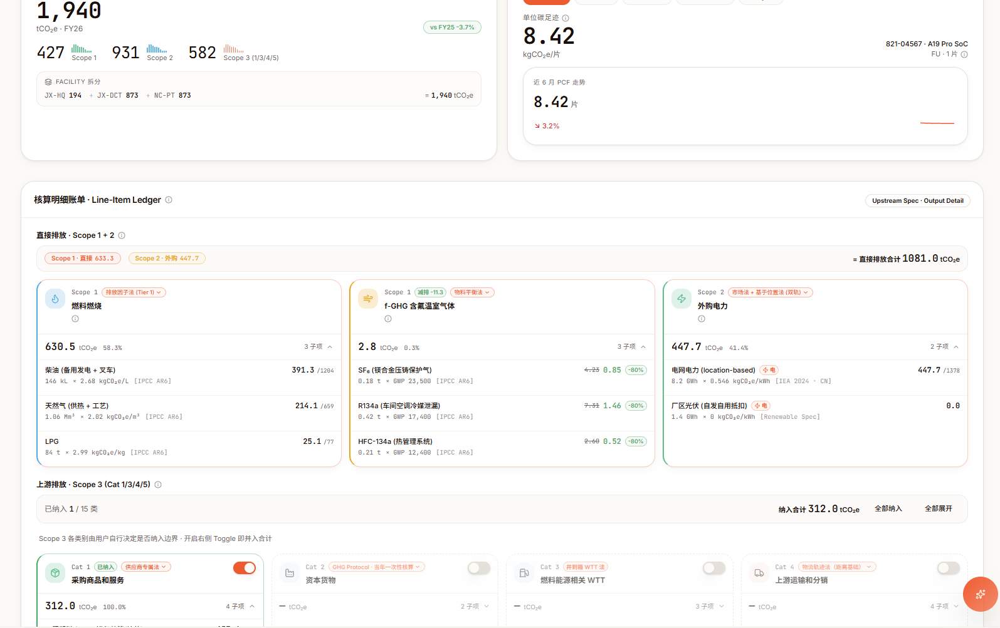 1,940
tCO₂e · FY26
vs FY25 -3.7%
427 Scope 1
931 Scope 2
582 Scope 3 (1/3/4/5)
FACILITY 拆分
JX-HQ 194 + JX-DCT 873 + NC-PT 873
= 1,940 tCO₂e
单位碳足迹
8.42
kgCO₂e/片
821-04567 · A19 Pro SoC
FU · 1 片
近 6 月 PCF 走势
8.42 片
↘ 3.2%
核算明细账单 · Line-Item Ledger
Upstream Spec · Output Detail
直接排放 · Scope 1 + 2
Scope 1 · 直接 633.3
Scope 2 · 外购 447.7
= 直接排放合计 1081.0 tCO₂e
Scope 1 排放因子法 (Tier 1)
燃料燃烧
630.5 tCO₂e 58.3%
3 子项
柴油 (备用发电 + 叉车)
391.3 /1204
146 kL × 2.68 kgCO₂e/L [IPCC AR6]
天然气 (供热 + 工艺)
214.1 /659
1.06 Mm³ × 2.02 kgCO₂e/m³ [IPCC AR6]
LPG
25.1 /77
84 t × 2.99 kgCO₂e/kg [IPCC AR6]
Scope 1 减排 -11.3 物料平衡法
f-GHG 含氟温室气体
2.8 tCO₂e 0.3%
3 子项
SF₆ (镁合金压铸保护气)
4.23 0.85 -80%
0.18 t × GWP 23,500 [IPCC AR6]
R134a (车间空调冷媒泄漏)
7.31 1.46 -80%
0.42 t × GWP 17,400 [IPCC AR6]
HFC-134a (热管理系统)
2.60 0.52 -80%
0.21 t × GWP 12,400 [IPCC AR6]
Scope 2 市场法 + 基于位置法 (双轨)
外购电力
447.7 tCO₂e 41.4%
2 子项
电网电力 (location-based) 电
447.7 /1378
8.2 GWh × 0.546 kgCO₂e/kWh [IEA 2024 · CN]
厂区光伏 (自发自用抵扣) 电
0.0
1.4 GWh × 0 kgCO₂e/kWh [Renewable Spec]
上游排放 · Scope 3 (Cat 1/3/4/5)
已纳入 1 / 15 类
纳入合计 312.0 tCO₂e
全部纳入
全部展开
Scope 3 各类别由用户自行决定是否纳入边界 · 开启右侧 Toggle 即并入合计
Cat 1 已纳入 供应商专属法
采购商品和服务
312.0 tCO₂e 100.0%
4 子项
Cat 2 GHG Protocol · 当年一次性核算
资本货物
— tCO₂e
2 子项
Cat 3 井到箱 WTT 法
燃料能源相关 WTT
— tCO₂e
3 子项
Cat 4 物流轨迹法（距离基础）
上游运输和分销
— tCO₂e
4 子项